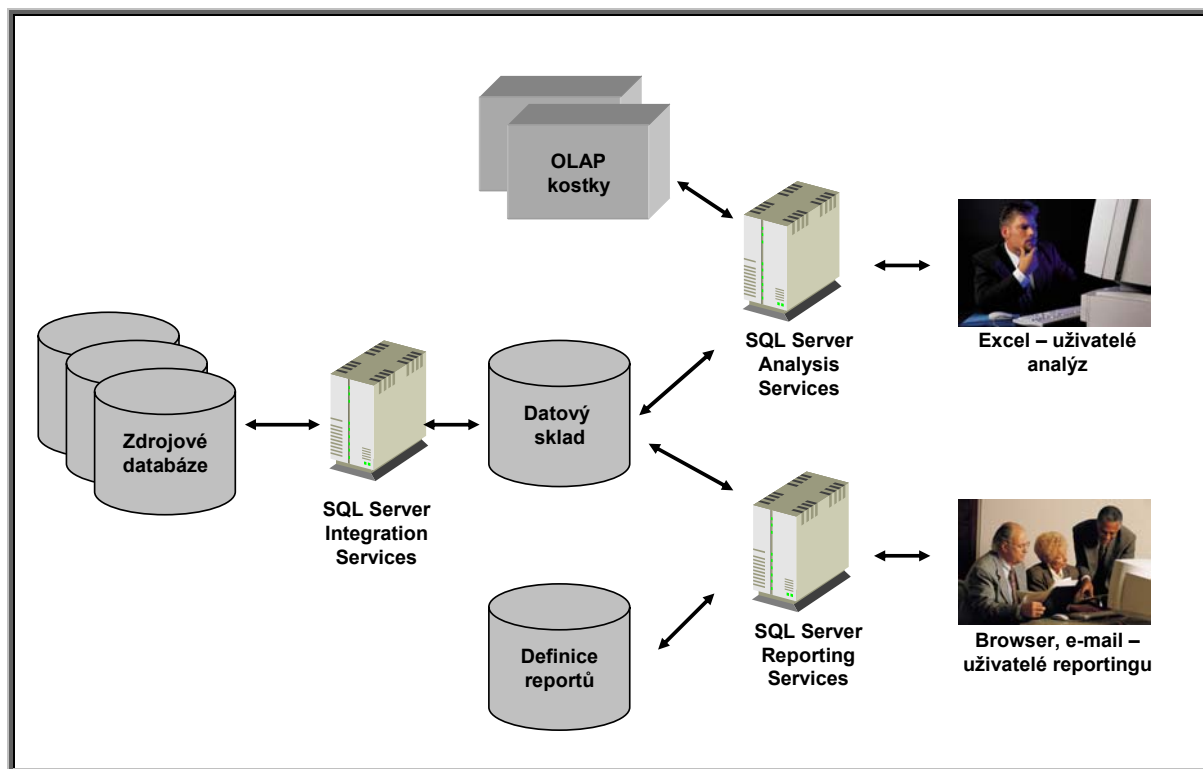 OLAP
kostky
SQL Server
Analysis
Services
Excel – uživatelé
analýz
Zdrojové
databáze
SQL Server
Integration
Services
Datový
sklad
Definice
reportů
SQL Server
Reporting
Services
Browser, e-mail –
uživatelé reportingu